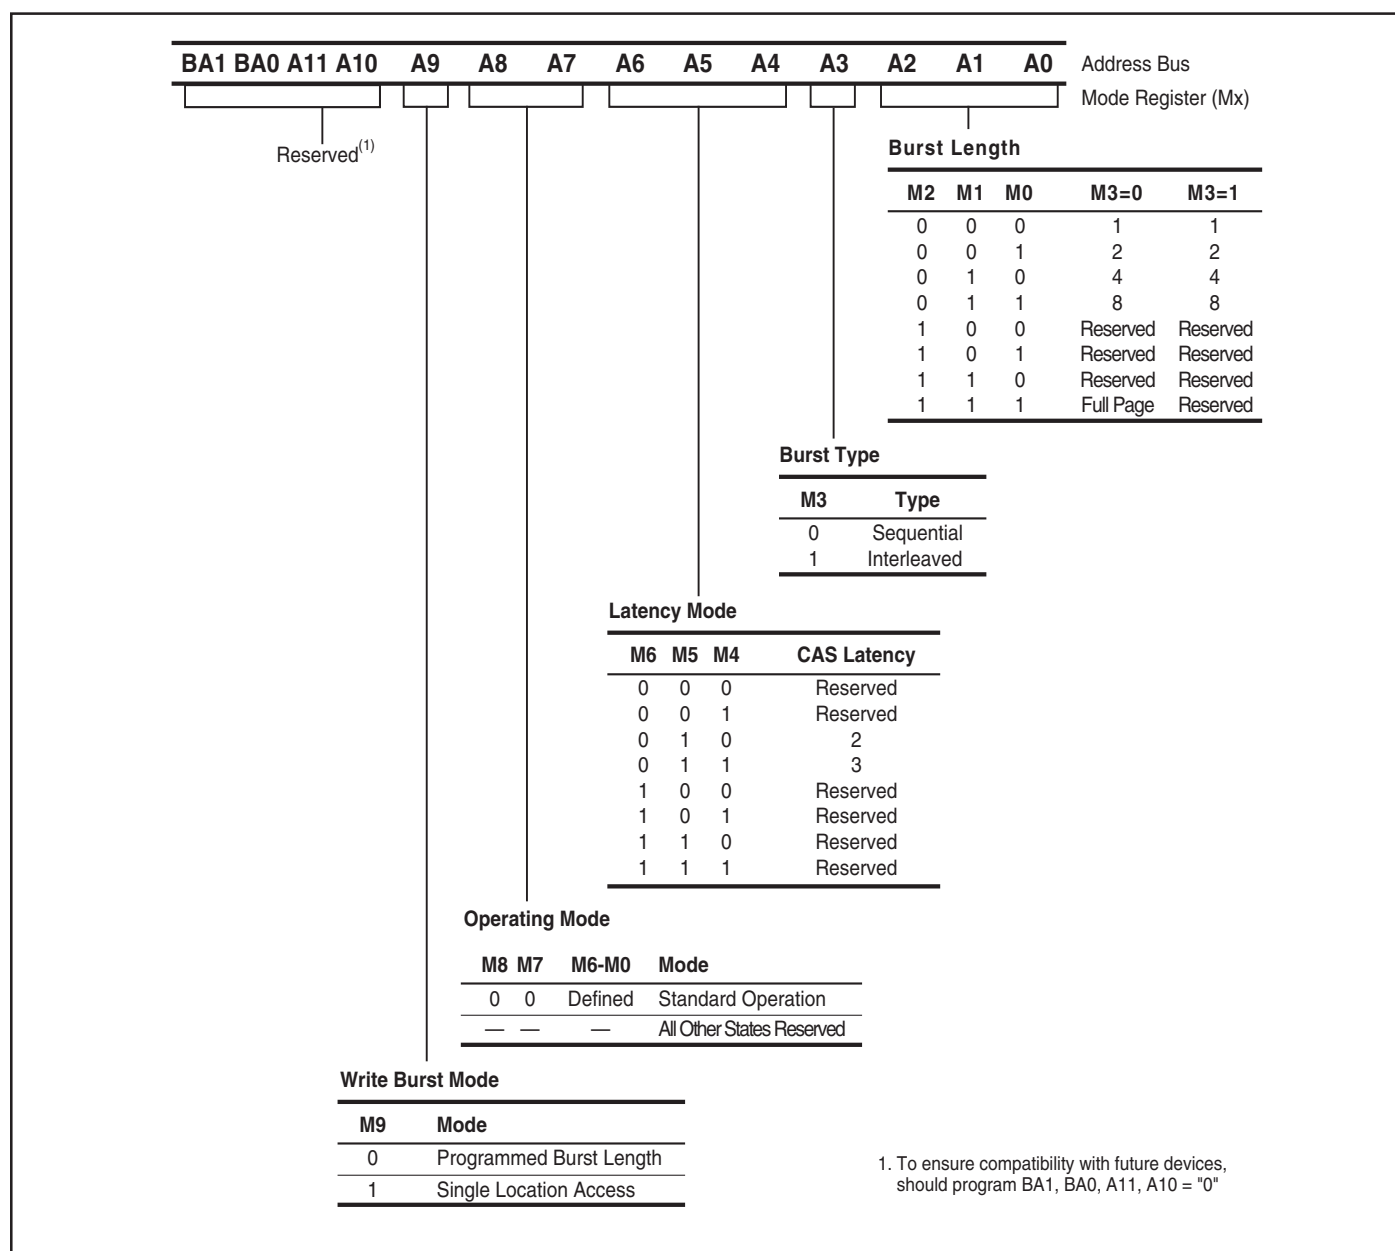 BA1 BA0 A11 A10 A9 A8 A7 A6 A5 A4 A3 A2 A1 A0 Address Bus
Mode Register (Mx)
Reserved(1)
Burst Length
M2 M1 M0 M3=0 M3=1
0 0 0 1 1
0 0 1 2 2
0 1 0 4 4
0 1 1 8 8
1 0 0 Reserved Reserved
1 0 1 Reserved Reserved
1 1 0 Reserved Reserved
1 1 1 Full Page Reserved
Burst Type
M3 Type
0 Sequential
1 Interleaved
Latency Mode
M6 M5 M4 CAS Latency
0 0 0 Reserved
0 0 1 Reserved
0 1 0 2
0 1 1 3
1 0 0 Reserved
1 0 1 Reserved
1 1 0 Reserved
1 1 1 Reserved
Operating Mode
M8 M7 M6-M0 Mode
0 0 Defined Standard Operation
— — — All Other States Reserved
Write Burst Mode
M9 Mode
0 Programmed Burst Length
1 Single Location Access
1. To ensure compatibility with future devices,
should program BA1, BA0, A11, A10 = "0"